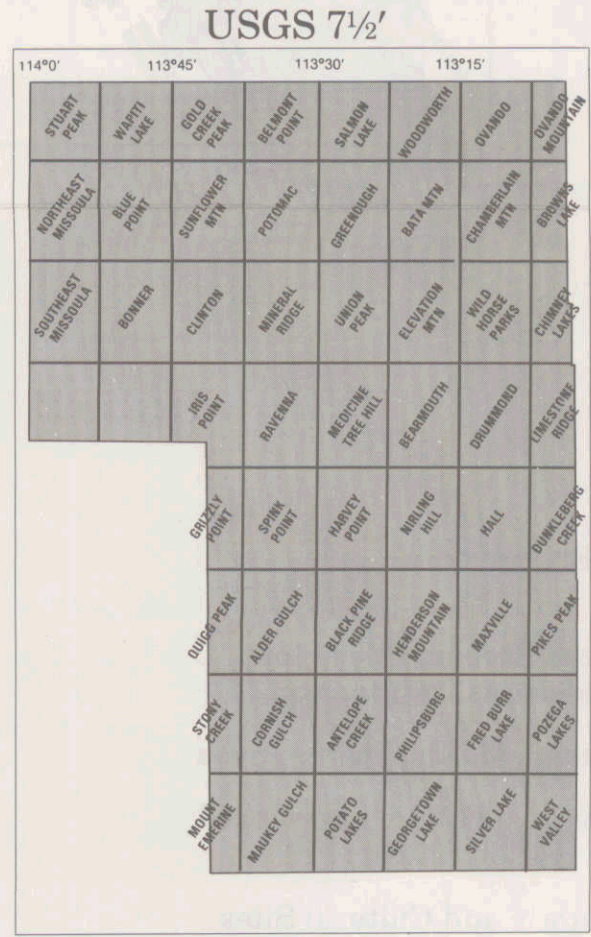 USGS 7½′
114°0′ 113°45′ 113°30′ 113°15′
STUART
PEAK
WAPITI
LAKE
GOLD
CREEK
PEAK
BELMONT
POINT
SALMON
LAKE
WOODWORTH
OVANDO
OVANDO
MOUNTAIN
NORTHEAST
MISSOULA
BLUE
POINT
SUNFLOWER
MTN
POTOMAC
GREENOUGH
BATA MTN
CHAMBERLAIN
MTN
BROWNS
LAKE
SOUTHEAST
MISSOULA
BONNER
CLINTON
MINERAL
RIDGE
UNION
PEAK
ELEVATION
MTN
WILD
HORSE
PARKS
CHIMNEY
LAKES
IRIS
POINT
RAVENNA
MEDICINE
TREE HILL
BEARMOUTH
DRUMMOND
LIMESTONE
RIDGE
GRIZZLY
POINT
SPINK
POINT
HARVEY
POINT
NIRLING
HILL
HALL
DUNKLEBERG
CREEK
QUIGG PEAK
ALDER GULCH
BLACK PINE
RIDGE
HENDERSON
MOUNTAIN
MAXVILLE
PIKES PEAK
STONY
CREEK
CORNISH
GULCH
ANTELOPE
CREEK
PHILIPSBURG
FRED BURR
LAKE
POZEGA
LAKES
MOUNT
EMERINE
MAUKEY GULCH
POTATO
LAKES
GEORGETOWN
LAKE
SILVER LAKE
WEST
VALLEY